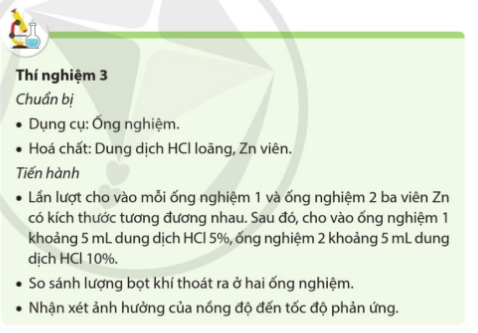 Thí nghiệm 3
Chuẩn bị
• Dụng cụ: Ống nghiệm.
• Hoá chất: Dung dịch HCl loãng, Zn viên.
Tiến hành
• Lần lượt cho vào mỗi ống nghiệm 1 và ống nghiệm 2 ba viên Zn
có kích thước tương đương nhau. Sau đó, cho vào ống nghiệm 1
khoảng 5 mL dung dịch HCl 5%, ống nghiệm 2 khoảng 5 mL dung
dịch HCl 10%.
• So sánh lượng bọt khí thoát ra ở hai ống nghiệm.
• Nhận xét ảnh hưởng của nồng độ đến tốc độ phản ứng.